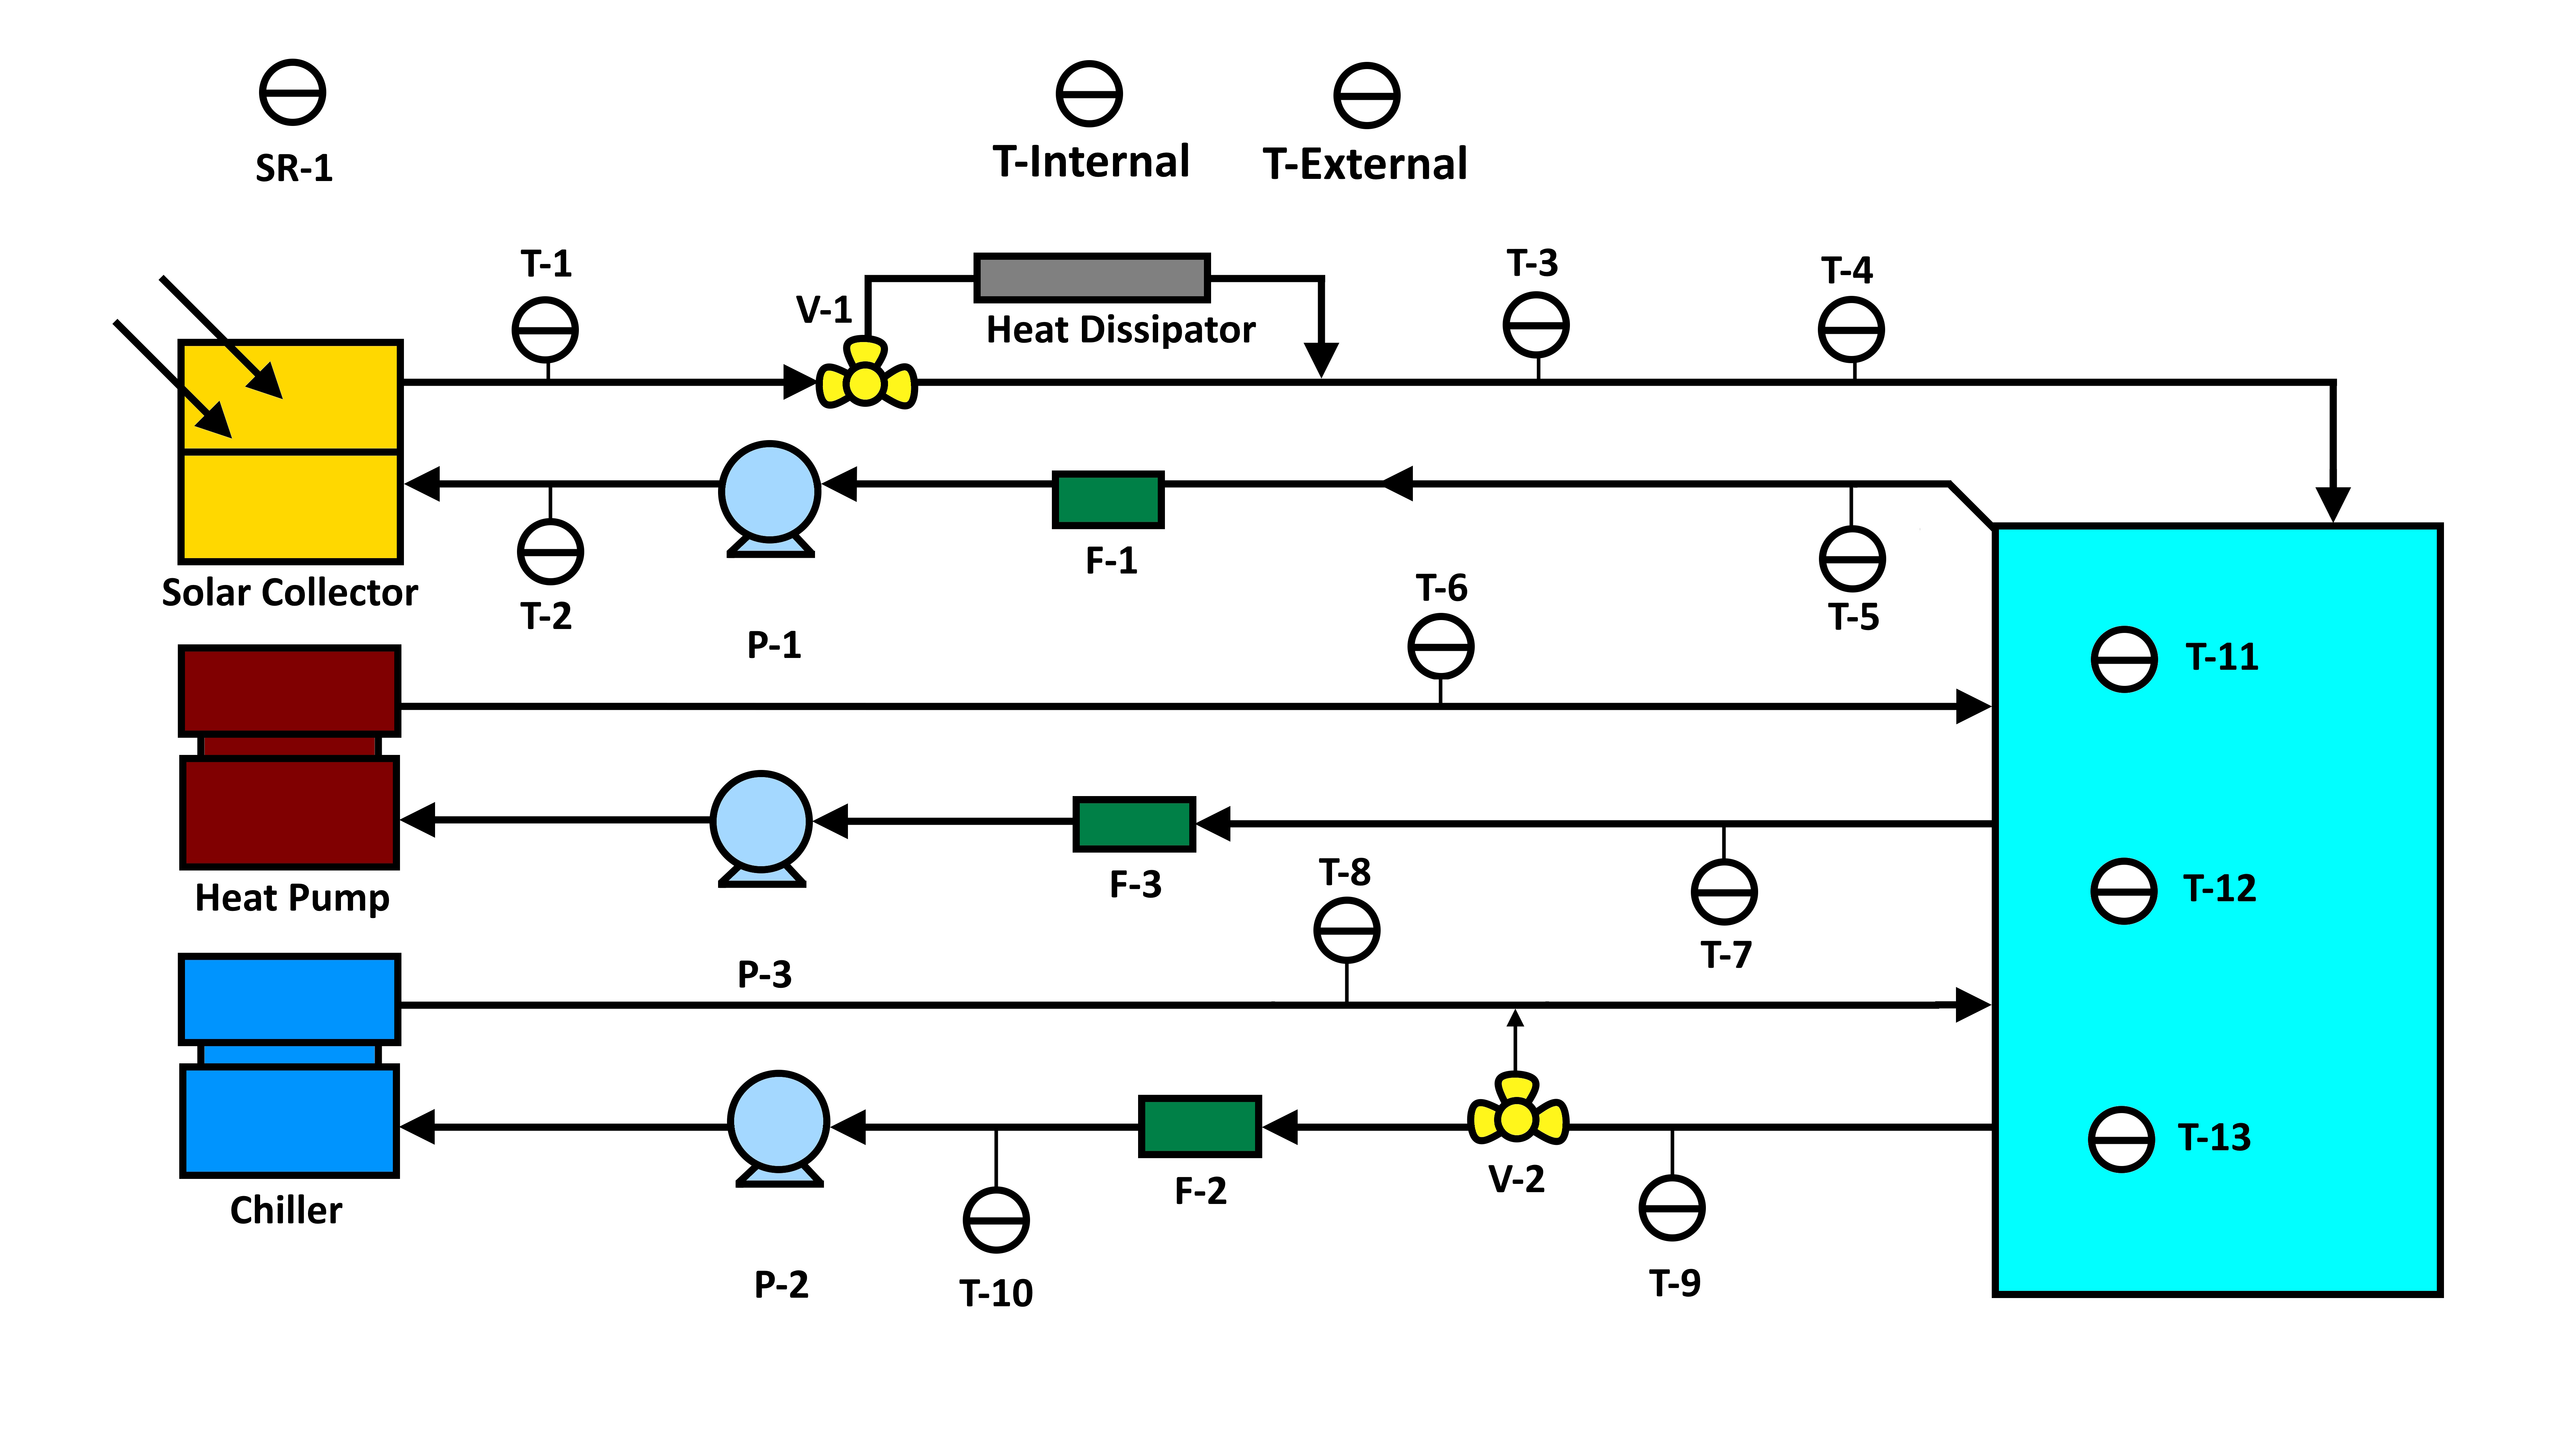 SR-1
T-Internal
T-External
T-1
V-1
Heat Dissipator
T-3
T-4
Solar Collector
T-2
P-1
F-1
T-6
T-5
T-11
Heat Pump
P-3
F-3
T-8
T-7
T-12
Chiller
P-2
T-10
F-2
V-2
T-9
T-13